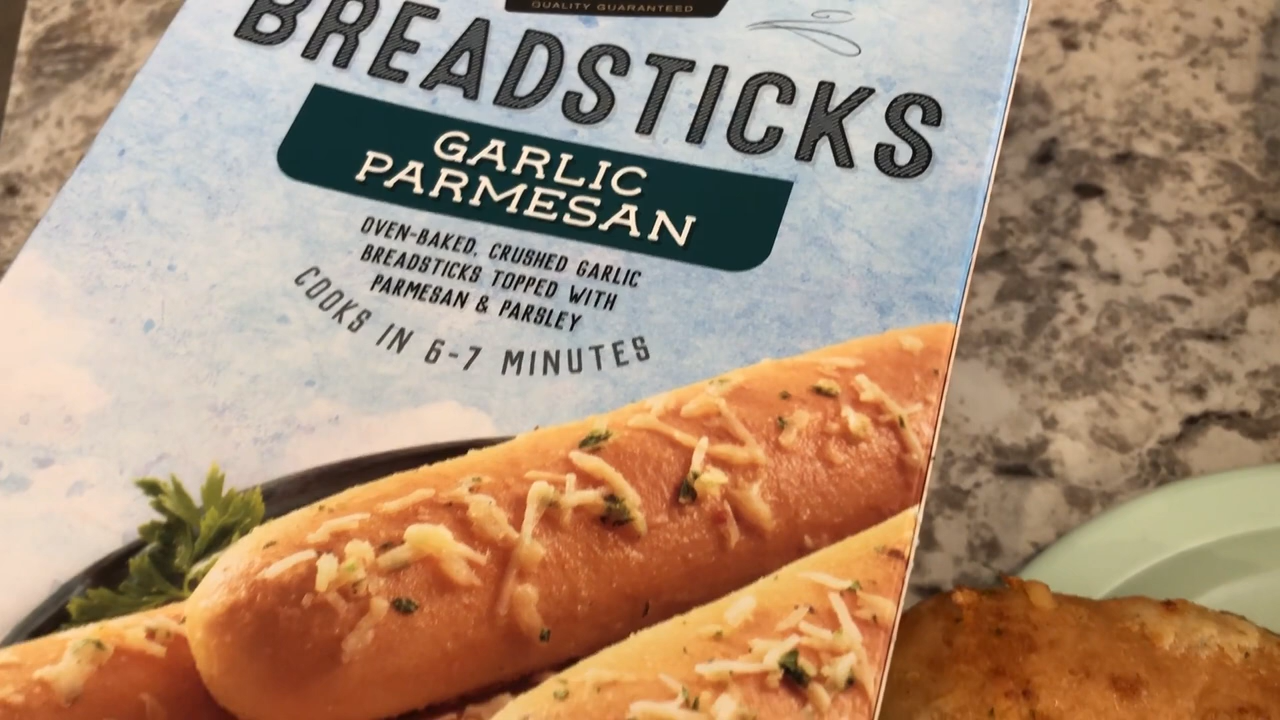 QUALITY GUARANTEED
BREADSTICKS
GARLIC
PARMESAN
OVEN-BAKED, CRUSHED GARLIC
BREADSTICKS TOPPED WITH
PARMESAN & PARSLEY
COOKS IN 6-7 MINUTES